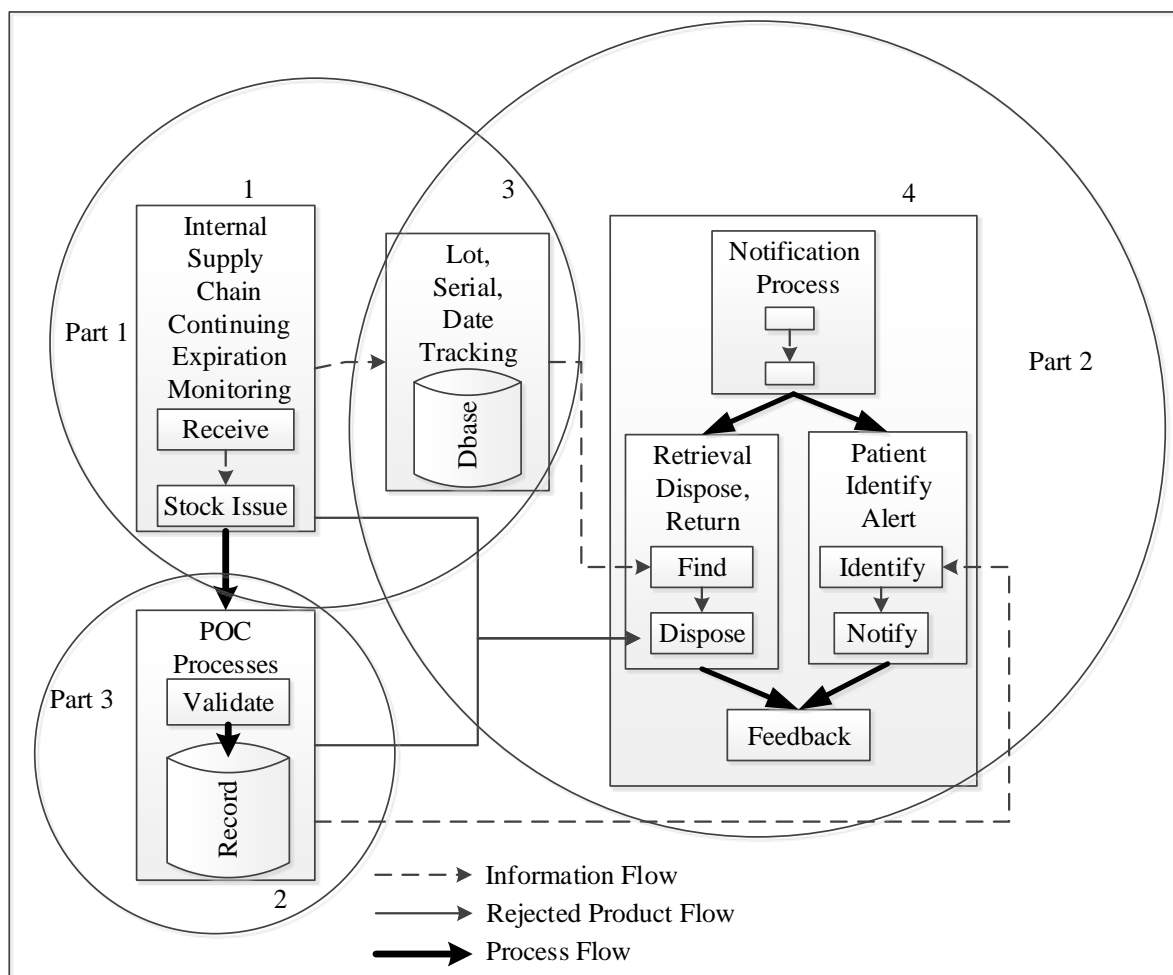 1
Internal
Supply
Chain
Continuing
Expiration
Monitoring
Receive
Stock Issue
Part 1
3
Lot,
Serial,
Date
Tracking
Dbase
4
Notification
Process
Part 2
Retrieval
Dispose,
Return
Find
Dispose
Patient
Identify
Alert
Identify
Notify
Feedback
Part 3
POC
Processes
Validate
Record
2
Information Flow
Rejected Product Flow
Process Flow